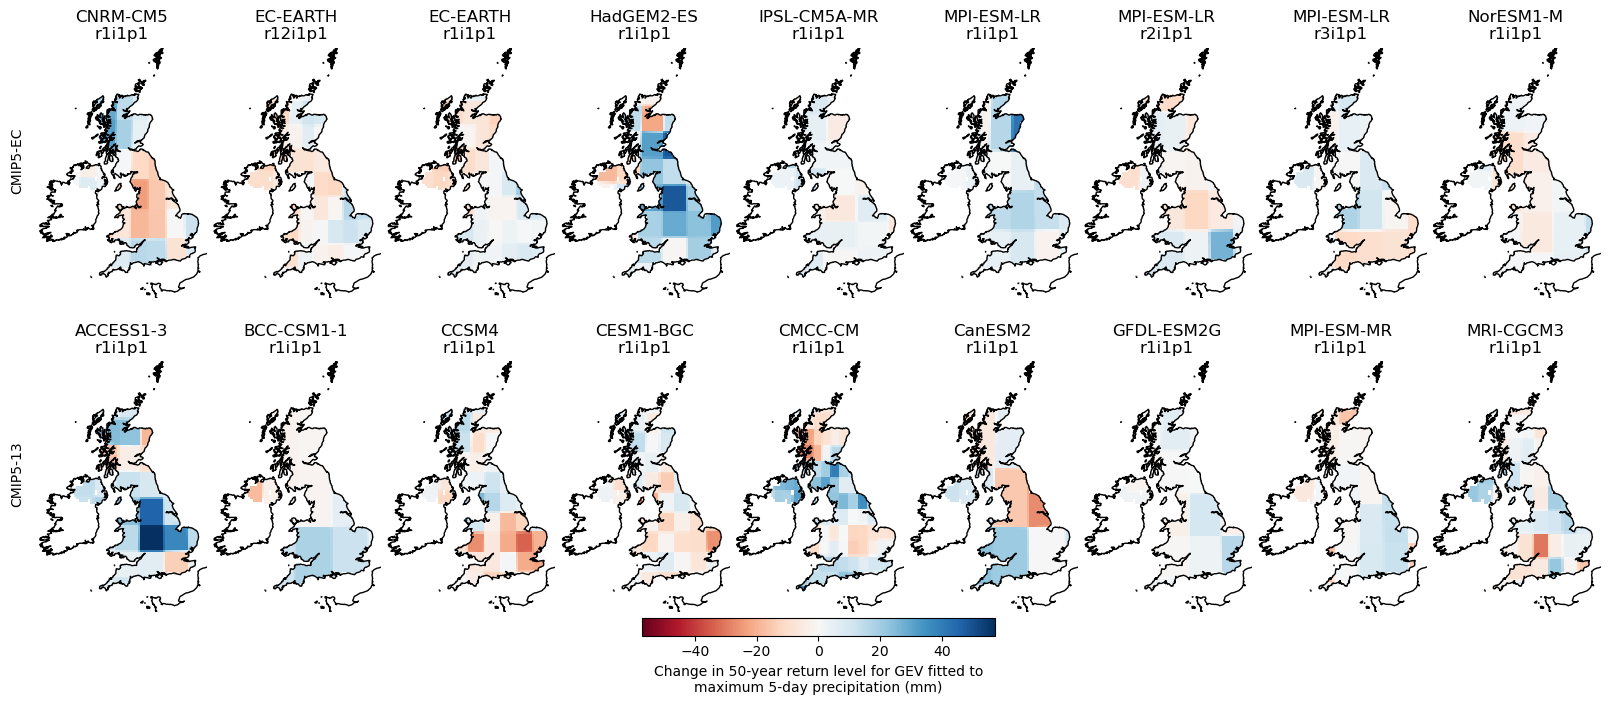 CNRM-CM5 EC-EARTH EC-EARTH HadGEM2-ES IPSL-CM5A-MR MPI-ESM-LR MPI-ESM-LR MPI-ESM-LR NorESM1-M
r1i1p1 r12i1p1 r1i1p1 r1i1p1 r1i1p1 r1i1p1 r2i1p1 r3i1p1 r1i1p1
CMIP5-EC
ACCESS1-3 BCC-CSM1-1 CCSM4 CESM1-BGC CMCC-CM CanESM2 GFDL-ESM2G MPI-ESM-MR MRI-CGCM3
r1i1p1 r1i1p1 r1i1p1 r1i1p1 r1i1p1 r1i1p1 r1i1p1 r1i1p1 r1i1p1
CMIP5-13
−40 −20 0 20 40
Change in 50-year return level for GEV fitted to
maximum 5-day precipitation (mm)